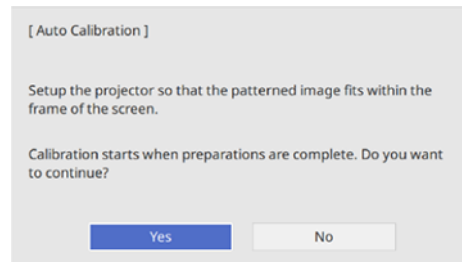 [ Auto Calibration ]
Setup the projector so that the patterned image fits within the
frame of the screen.
Calibration starts when preparations are complete. Do you want
to continue?
Yes
No